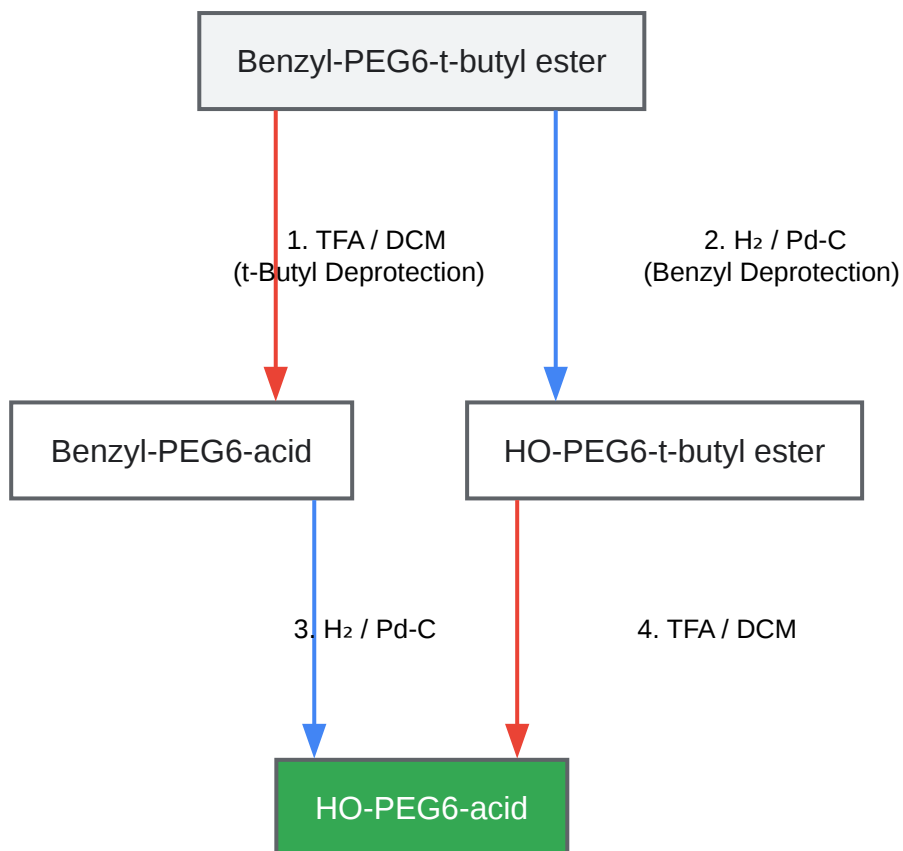 Benzyl-PEG6-t-butyl ester
1. TFA / DCM
(t-Butyl Deprotection)
2. H₂ / Pd-C
(Benzyl Deprotection)
Benzyl-PEG6-acid
HO-PEG6-t-butyl ester
3. H₂ / Pd-C
4. TFA / DCM
HO-PEG6-acid